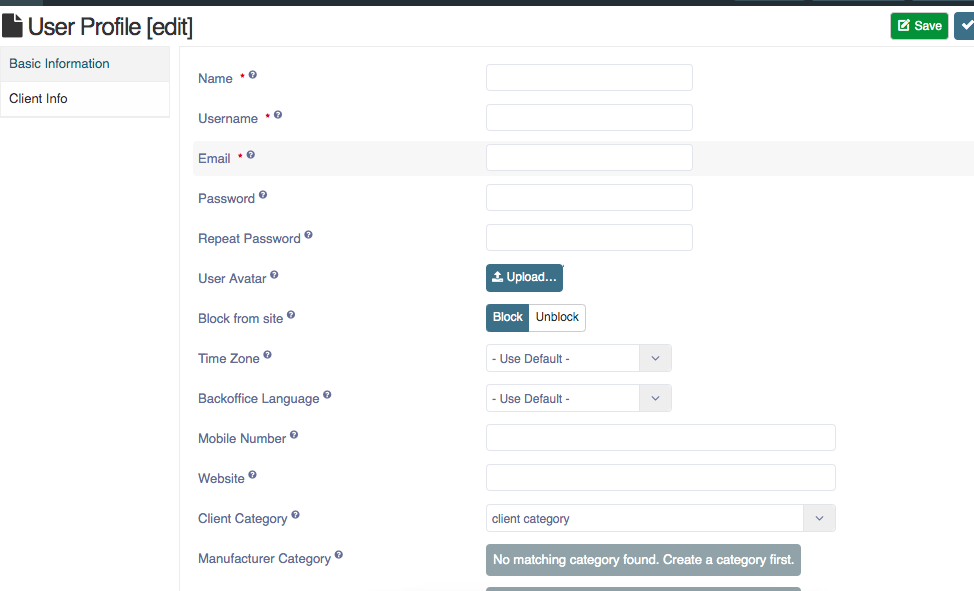 User Profile [edit]
Save
Basic Information
Client Info
Name *
Username *
Email *
Password
Repeat Password
User Avatar
Upload...
Block from site
Block Unblock
Time Zone
- Use Default -
Backoffice Language
- Use Default -
Mobile Number
Website
Client Category
client category
Manufacturer Category
No matching category found. Create a category first.